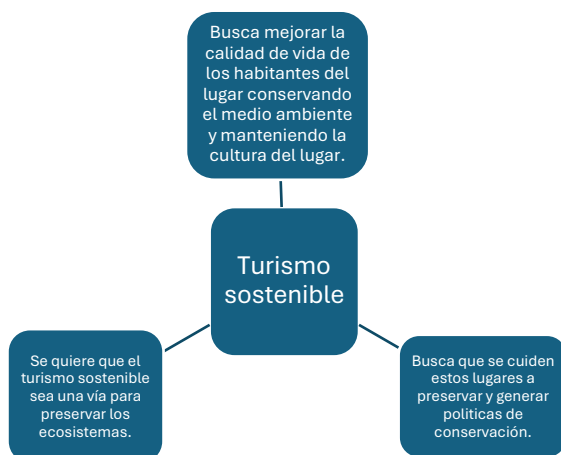 Busca mejorar la
calidad de vida de
los habitantes del
lugar conservando
el medio ambiente
y manteniendo la
cultura del lugar.
Turismo
sostenible
Se quiere que el
turismo sostenible
sea una vía para
preservar los
ecosistemas.
Busca que se cuiden
estos lugares a
preservar y generar
politicas de
conservación.